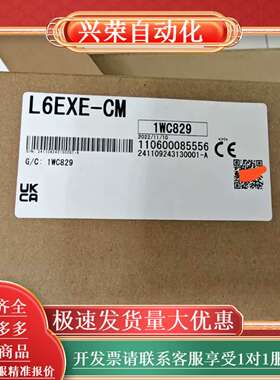 兴荣自动化
L6EXE-CM
1WC829
2022/11/10
110600085556
241109243130001-A
G/C: 1WC829
UK
CA
CE
极速发货量大优惠
开发票请联系客服享受1对1服